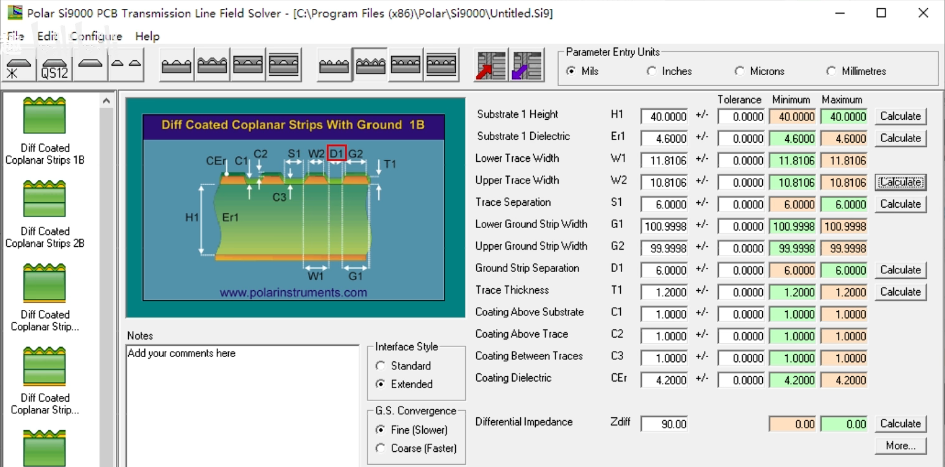 Polar Si9000 PCB Transmission Line Field Solver - [C:\Program Files (x86)\Polar\Si9000\Untitled.Si9]
File Edit Configure Help
QS12
Parameter Entry Units
Mils Inches Microns Millimetres
Diff Coated
Coplanar Strips 1B
Diff Coated
Coplanar Strips 2B
Diff Coated
Coplanar Strip...
Diff Coated
Coplanar Strip...
Diff Coated Coplanar Strips With Ground 1B
CEr C1 C2 S1 W2 D1 G2 T1
C3
H1 Er1
W1 G1
www.polarinstruments.com
Notes
Add your comments here
Interface Style
Standard
Extended
G.S. Convergence
Fine (Slower)
Coarse (Faster)
Tolerance Minimum Maximum
Substrate 1 Height H1 40.0000 +/- 0.0000 40.0000 40.0000 Calculate
Substrate 1 Dielectric Er1 4.6000 +/- 0.0000 4.6000 4.6000 Calculate
Lower Trace Width W1 11.8106 +/- 0.0000 11.8106 11.8106
Upper Trace Width W2 10.8106 +/- 0.0000 10.8106 10.8106 Calculate
Trace Separation S1 6.0000 +/- 0.0000 6.0000 6.0000 Calculate
Lower Ground Strip Width G1 100.9998 +/- 0.0000 100.9998 100.9998
Upper Ground Strip Width G2 99.9998 +/- 0.0000 99.9998 99.9998
Ground Strip Separation D1 6.0000 +/- 0.0000 6.0000 6.0000 Calculate
Trace Thickness T1 1.2000 +/- 0.0000 1.2000 1.2000 Calculate
Coating Above Substrate C1 1.0000 +/- 0.0000 1.0000 1.0000
Coating Above Trace C2 1.0000 +/- 0.0000 1.0000 1.0000
Coating Between Traces C3 1.0000 +/- 0.0000 1.0000 1.0000
Coating Dielectric CEr 4.2000 +/- 0.0000 4.2000 4.2000
Differential Impedance Zdiff 90.00 0.00 0.00 Calculate
More...